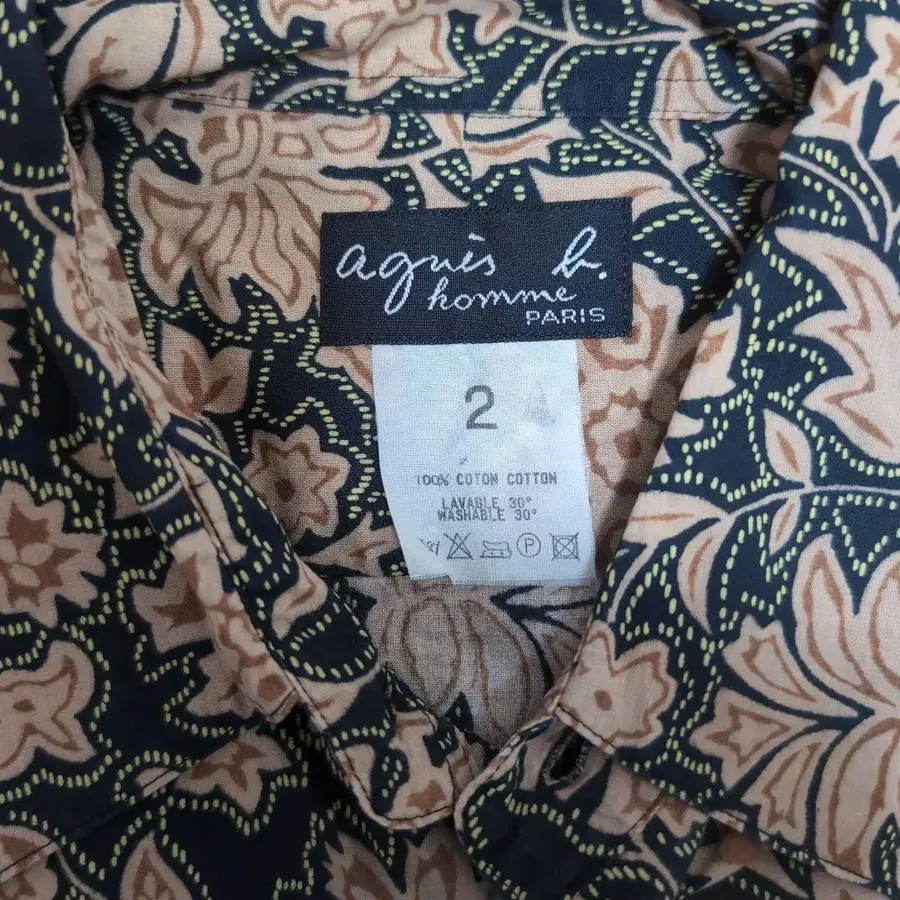 agnès b.
homme
PARIS
2
100% COTON COTTON
LAVABLE 30°
WASHABLE 30°
P